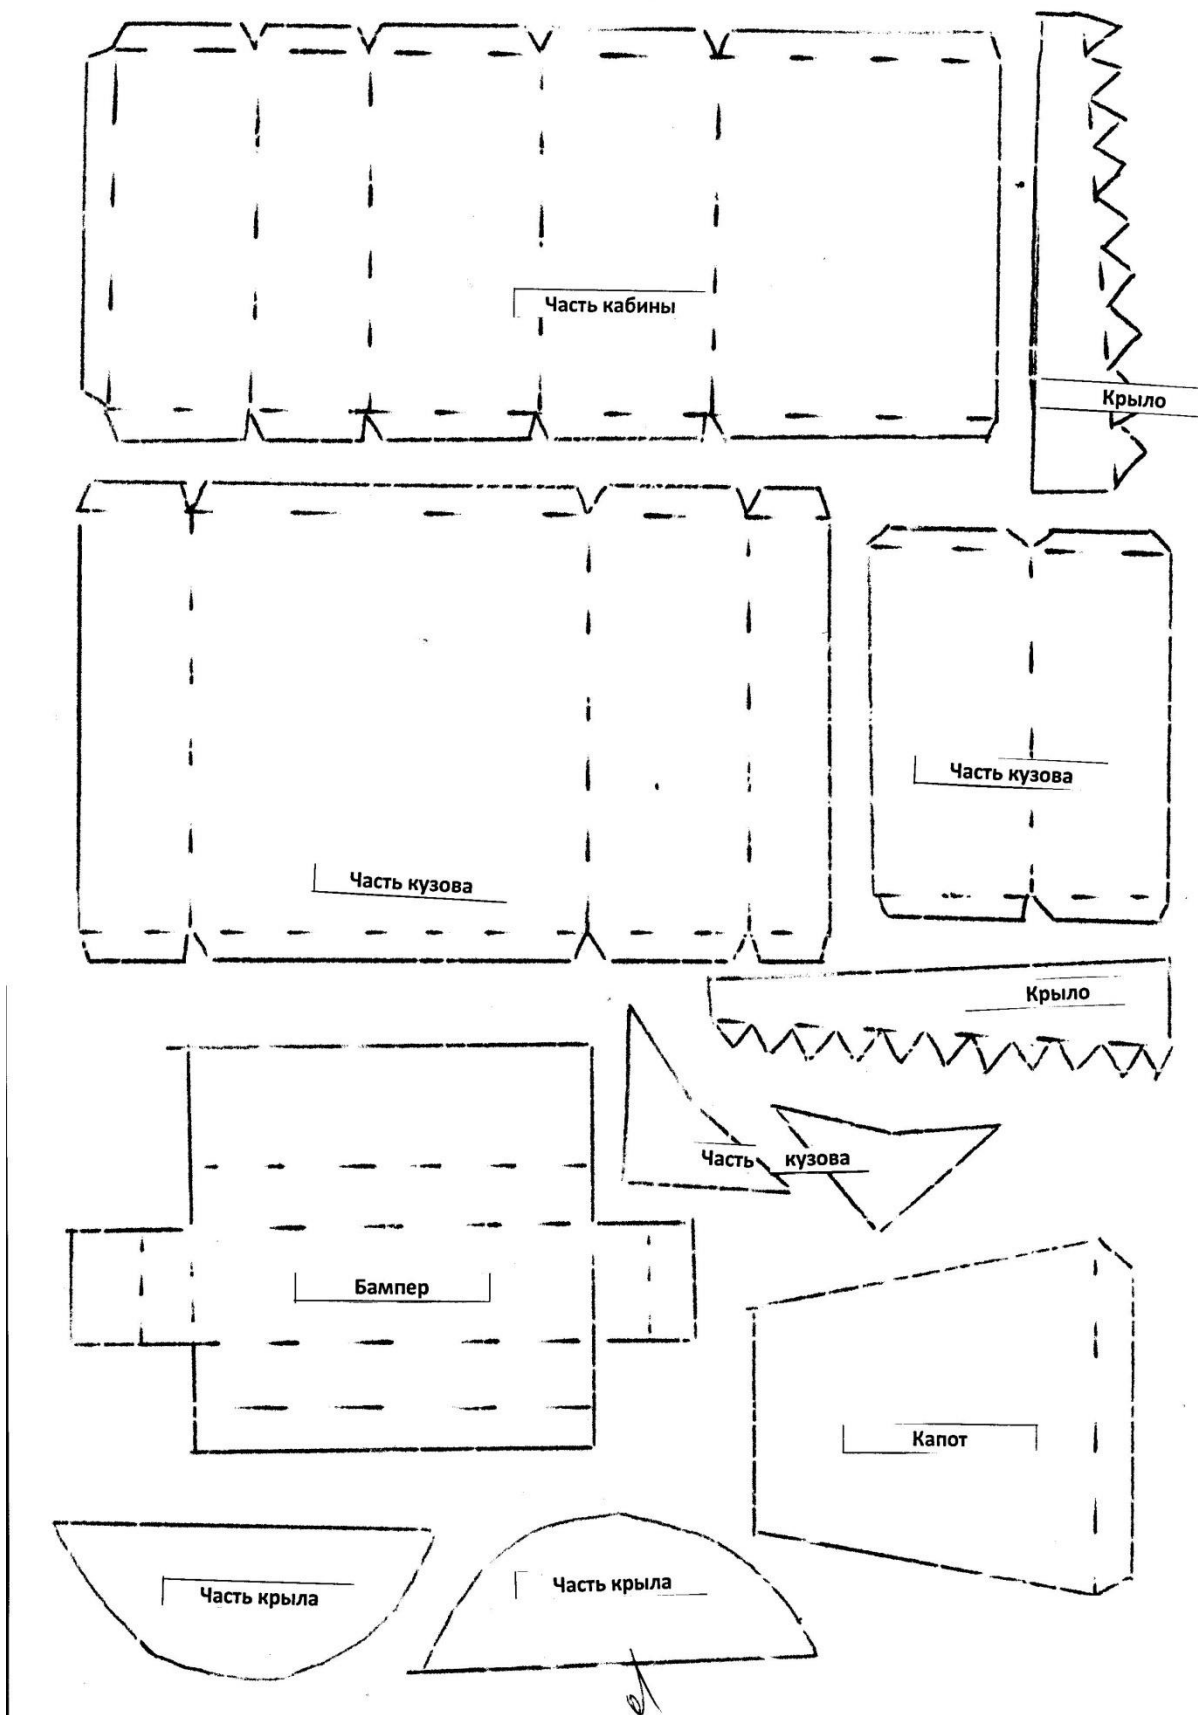 Часть кабины
Крыло
Часть кузова
Часть кузова
Крыло
Часть кузова
Бампер
Капот
Часть крыла
Часть крыла